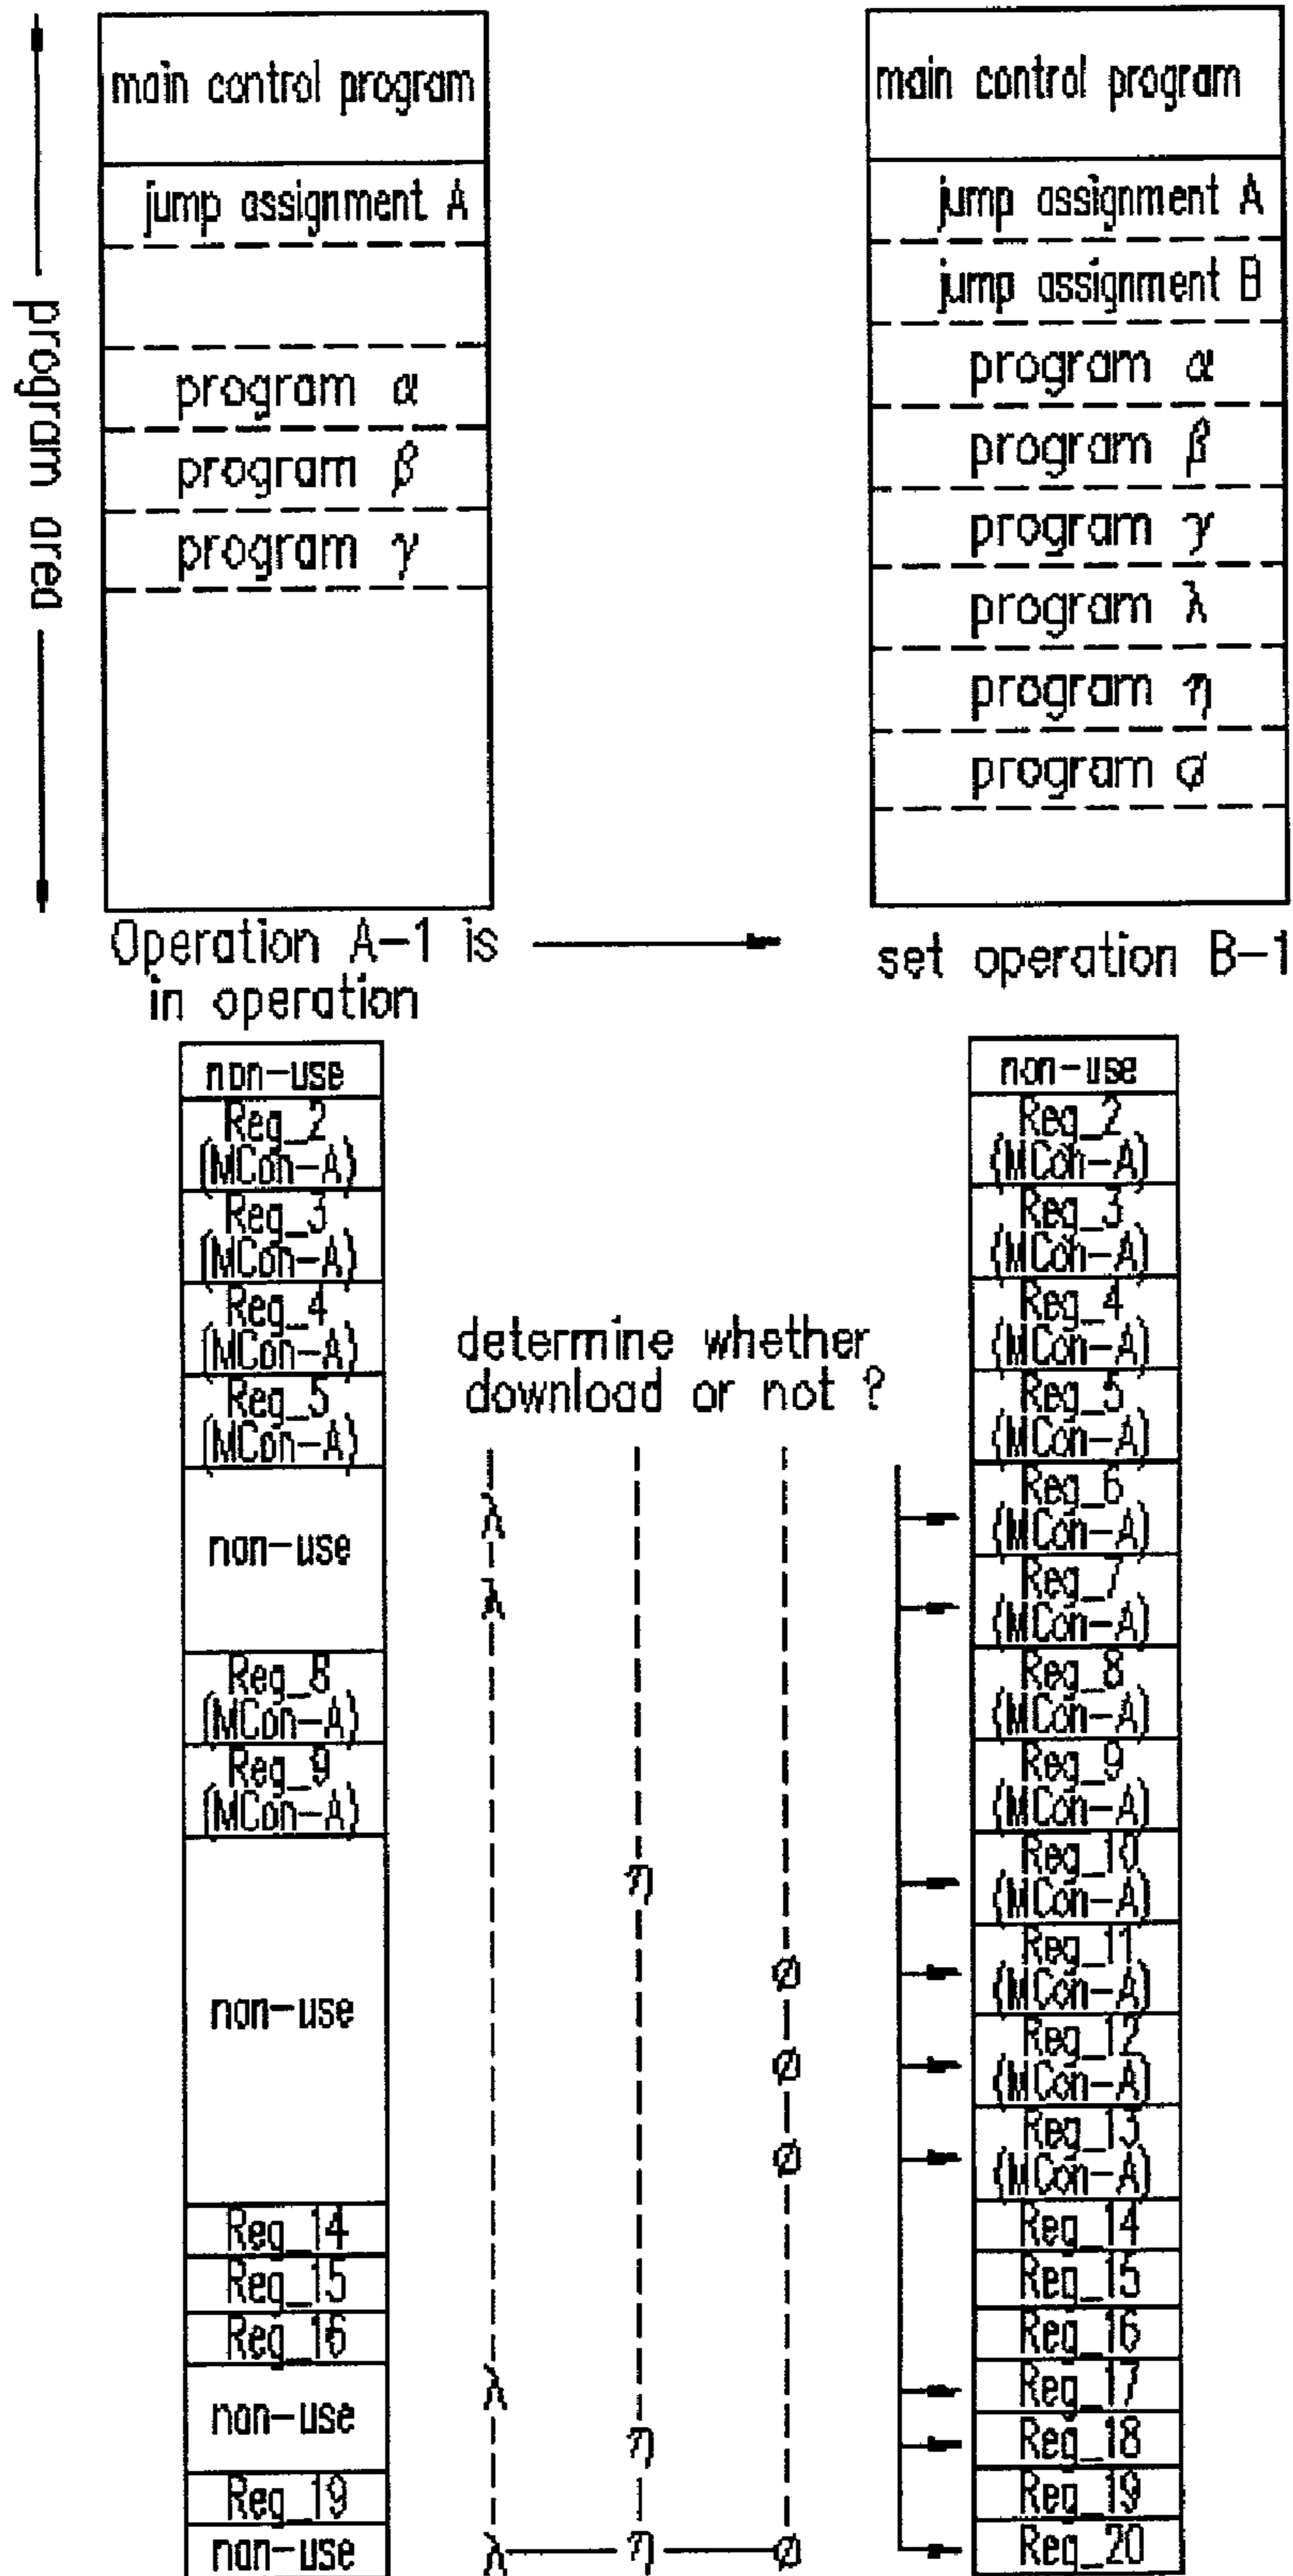 program area
main control program
jump assignment A
program α
program β
program γ
main control program
jump assignment A
jump assignment B
program α
program β
program γ
program λ
program η
program
Operation A-1 is
in operation
set operation B-1
non-use
Reg_2
(MCon-A)
Reg_3
(MCon-A)
Reg_4
(MCon-A)
Reg_5
(MCon-A)
non-use
Reg_8
(MCon-A)
Reg_9
(MCon-A)
non-use
Reg_14
Reg_15
Reg_16
non-use
Reg_19
non-use
determine whether
download or not ?
λ
λ
η
Ø
Ø
Ø
λ
η
λ η Ø
non-use
Reg_2
(MCon-A)
Reg_3
(MCon-A)
Reg_4
(MCon-A)
Reg_5
(MCon-A)
Reg_6
(MCon-A)
Reg_7
(MCon-A)
Reg_8
(MCon-A)
Reg_9
(MCon-A)
Reg_10
(MCon-A)
Reg_11
(MCon-A)
Reg_12
(MCon-A)
Reg_13
(MCon-A)
Reg_14
Reg_15
Reg_16
Reg_17
Reg_18
Reg_19
Reg_20